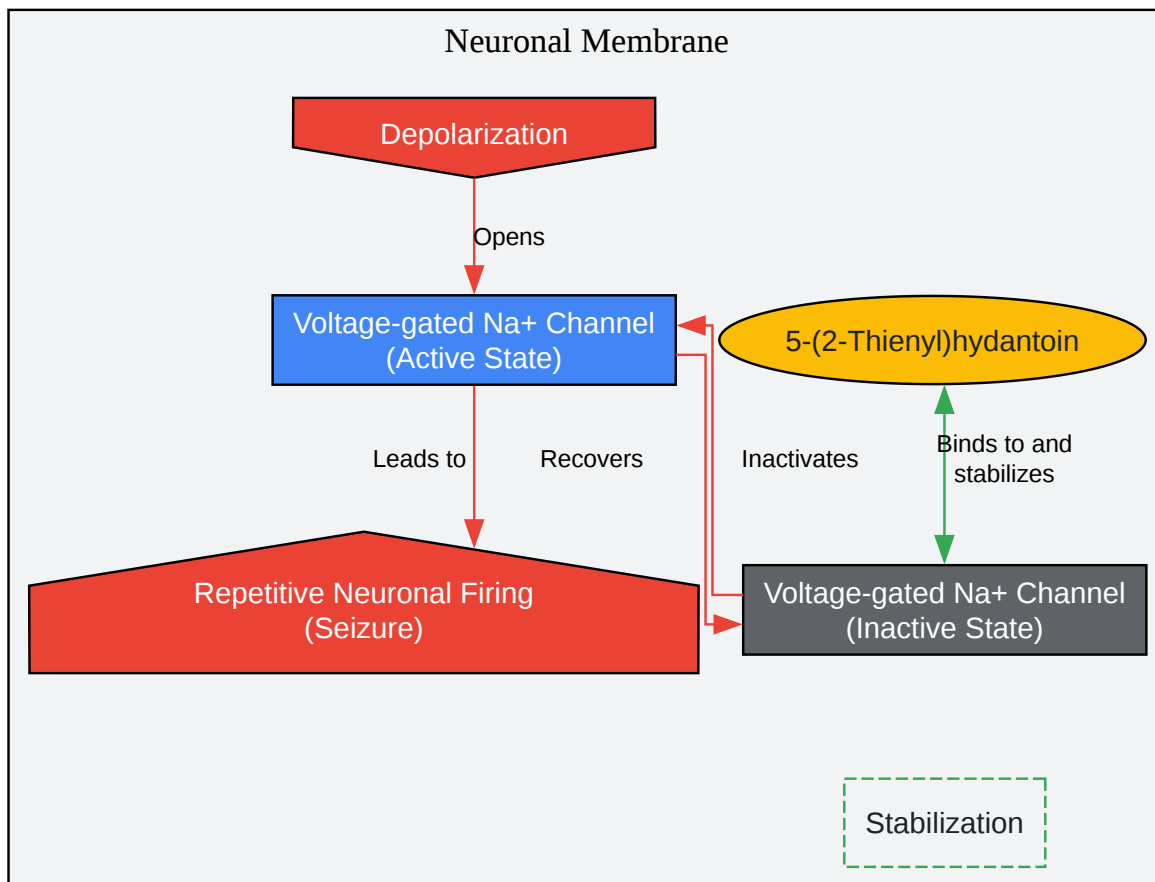 Neuronal Membrane
Depolarization
Opens
Voltage-gated Na+ Channel
(Active State)
5-(2-Thienyl)hydantoin
Leads to
Recovers
Inactivates
Binds to and
stabilizes
Repetitive Neuronal Firing
(Seizure)
Voltage-gated Na+ Channel
(Inactive State)
Stabilization